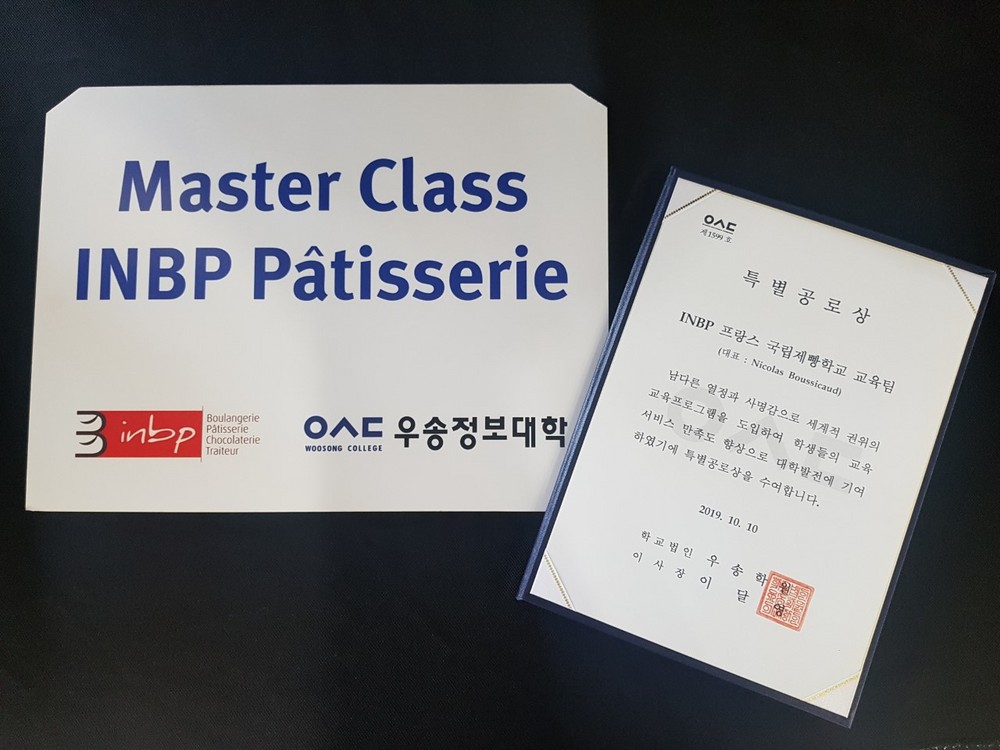 Master Class
INBP Pâtisserie
inbp
Boulangerie
Pâtisserie
Chocolaterie
Traiteur
우송
WOOSONG COLLEGE
우송정보대학
우송
제1599호
특별공로상
INBP 프랑스 국립제빵학교 교육팀
(대표 : Nicolas Boussicaud)
남다른 열정과 사명감으로 세계적 권위의
교육프로그램을 도입하여 학생들의 교육
서비스 만족도 향상으로 대학발전에 기여
하였기에 특별공로상을 수여합니다.
2019. 10. 10
학교법인 우송학원
이사장 이달영